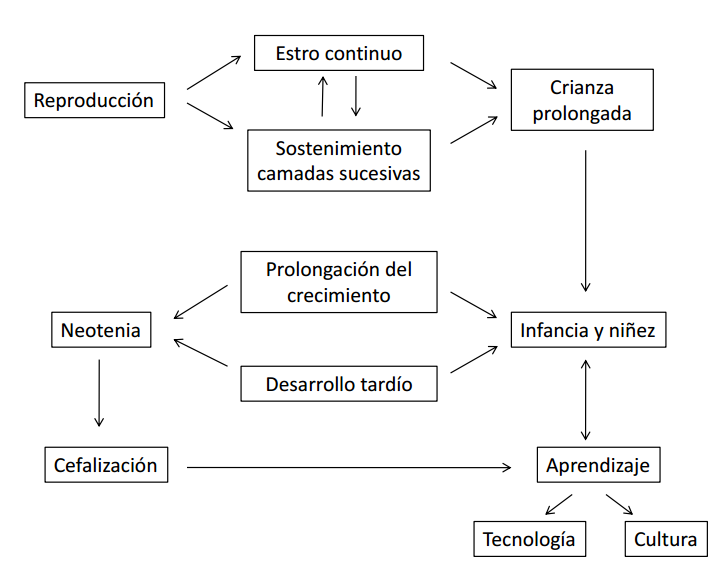 Estro continuo
Reproducción
Crianza
prolongada
Sostenimiento
camadas sucesivas
Prolongación del
crecimiento
Neotenia
Infancia y niñez
Desarrollo tardío
Cefalización
Aprendizaje
Tecnología
Cultura